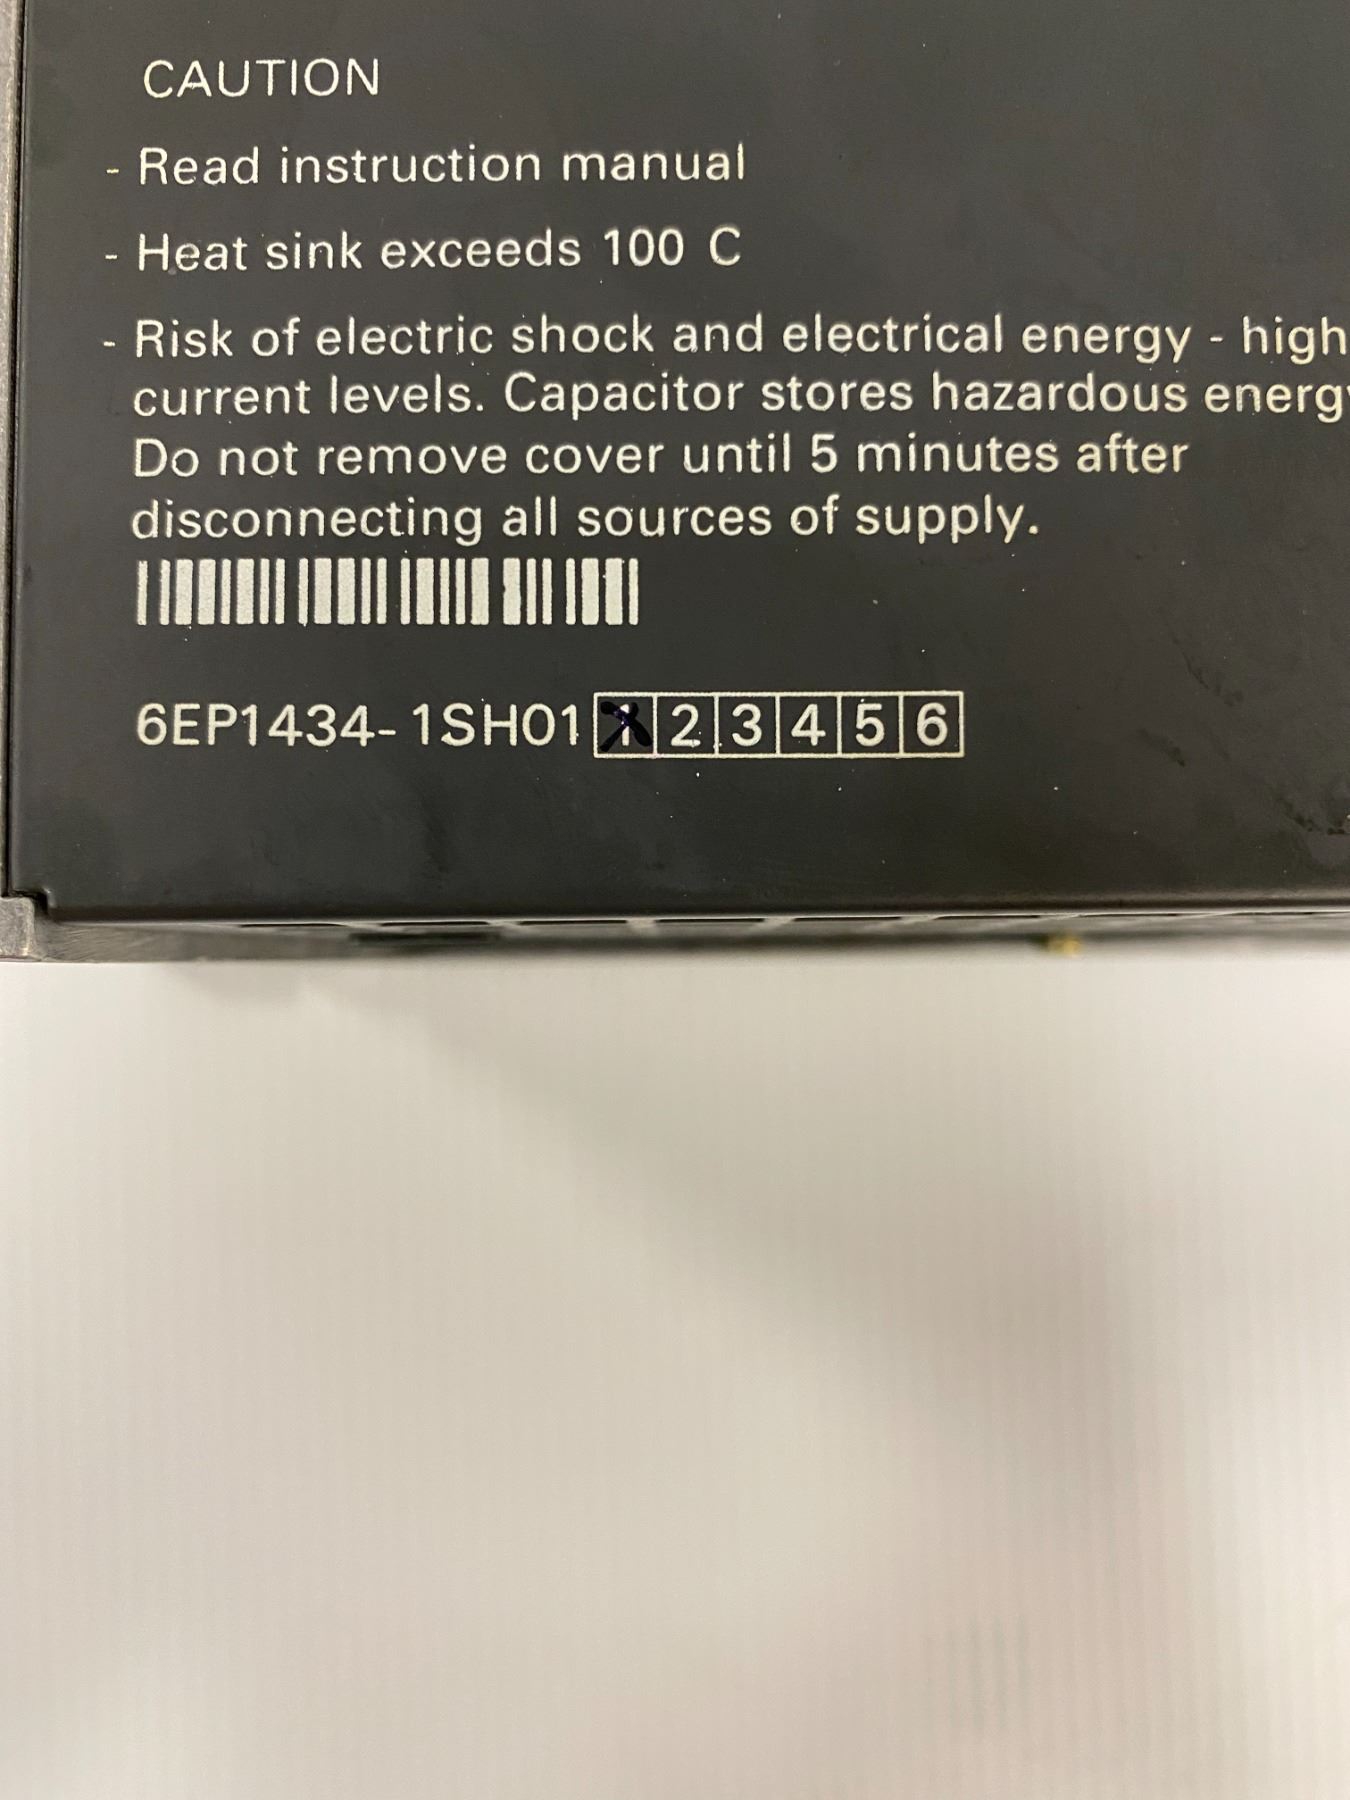 CAUTION
- Read instruction manual
- Heat sink exceeds 100 C
- Risk of electric shock and electrical energy - high
current levels. Capacitor stores hazardous energy
Do not remove cover until 5 minutes after
disconnecting all sources of supply.
6EP1434-1SH01 1 2 3 4 5 6